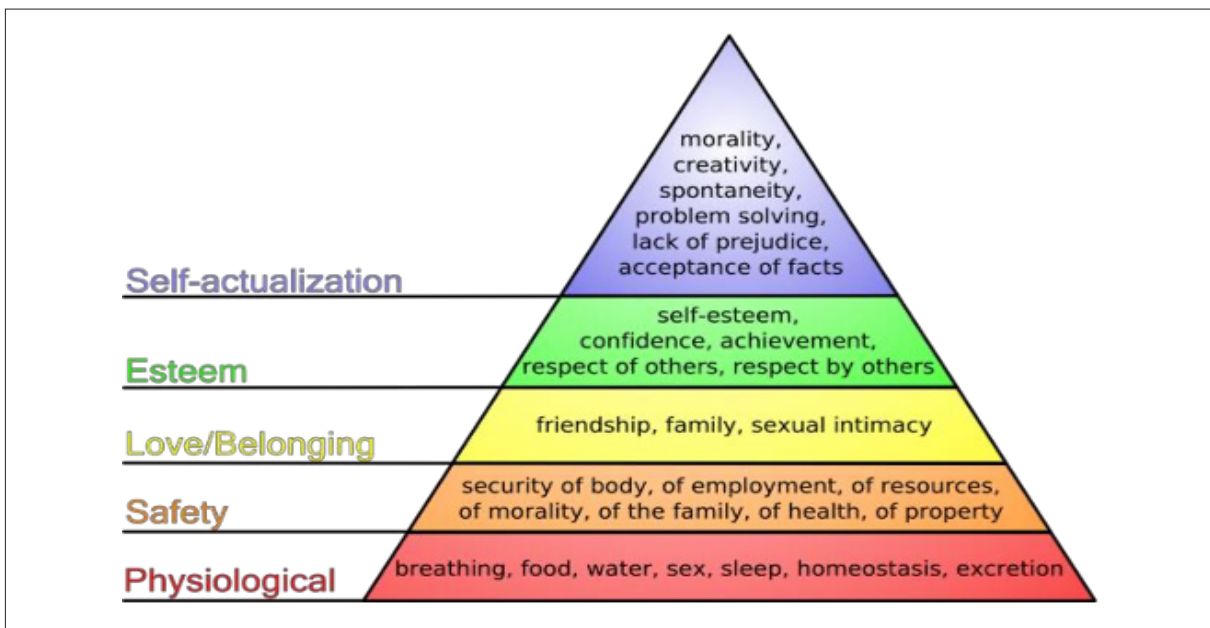 morality,
creativity,
spontaneity,
problem solving,
lack of prejudice,
acceptance of facts
Self-actualization
self-esteem,
confidence, achievement,
respect of others, respect by others
Esteem
friendship, family, sexual intimacy
Love/Belonging
security of body, of employment, of resources,
of morality, of the family, of health, of property
Safety
breathing, food, water, sex, sleep, homeostasis, excretion
Physiological